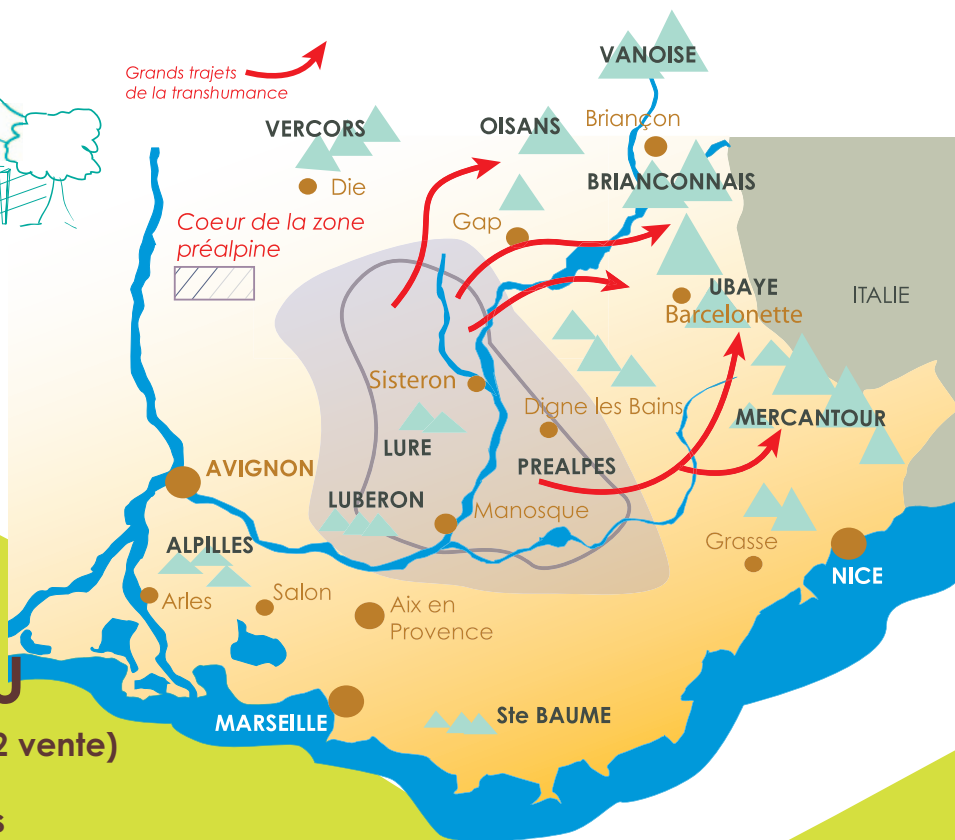 VANOISE
Grands trajets
de la transhumance
VERCORS
OISANS
Briançon
BRIANCONNAIS
Die
Coeur de la zone
préalpine
Gap
UBAYE
Barcelonette
ITALIE
Sisteron
Digne les Bains
MERCANTOUR
LURE
PREALPES
AVIGNON
LUBERON
Manosque
ALPILLES
Grasse
NICE
Arles
Salon
Aix en
Provence
MARSEILLE
Ste BAUME
2 vente)
s